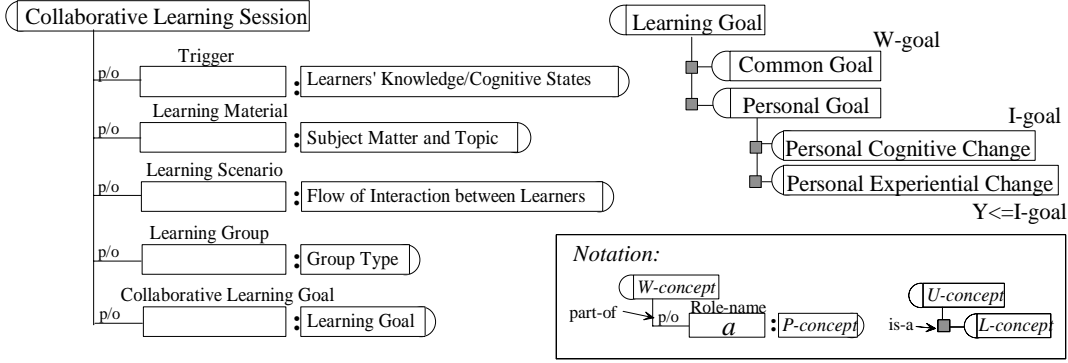 Collaborative Learning Session
Trigger
p/o
: Learners' Knowledge/Cognitive States
Learning Material
p/o
: Subject Matter and Topic
Learning Scenario
p/o
: Flow of Interaction between Learners
Learning Group
p/o
: Group Type
Collaborative Learning Goal
p/o
: Learning Goal
Learning Goal
W-goal
Common Goal
Personal Goal
I-goal
Personal Cognitive Change
Personal Experiential Change
Y<=I-goal
Notation:
W-concept
part-of
p/o
Role-name
a
: P-concept
U-concept
is-a
L-concept